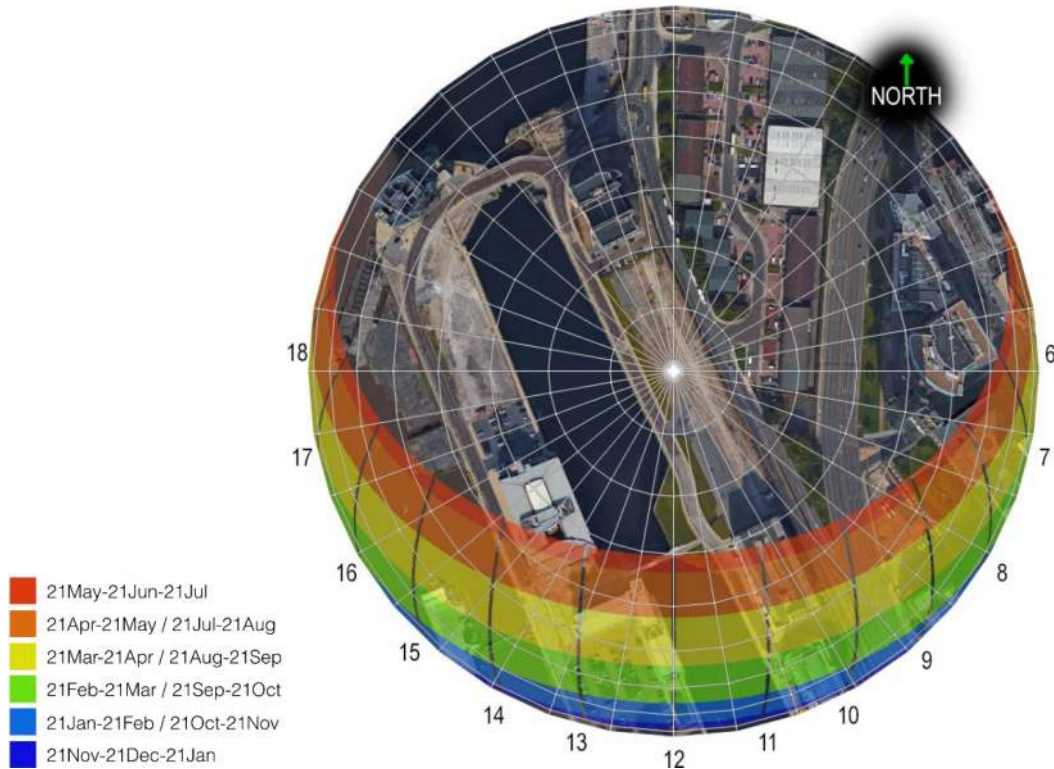 NORTH
18
6
17
7
16
8
15
9
14
10
13
11
12
21May-21Jun-21Jul
21Apr-21May / 21Jul-21Aug
21Mar-21Apr / 21Aug-21Sep
21Feb-21Mar / 21Sep-21Oct
21Jan-21Feb / 21Oct-21Nov
21Nov-21Dec-21Jan